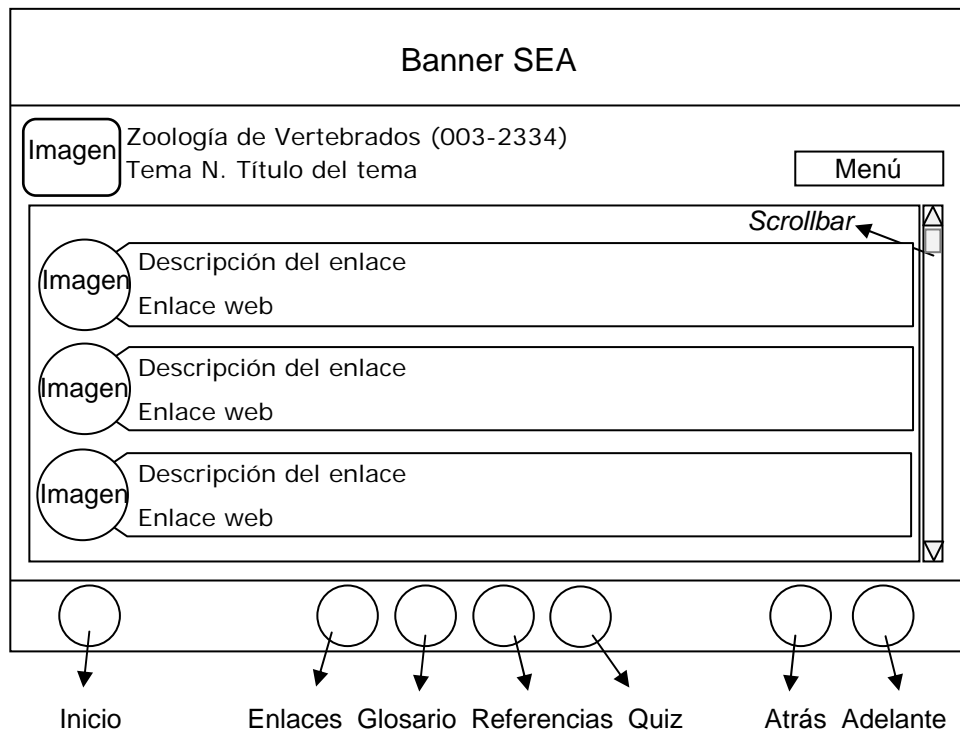 Banner SEA
Imagen
Zoología de Vertebrados (003-2334)
Tema N. Título del tema
Menú
Scrollbar
Imagen
Descripción del enlace
Enlace web
Imagen
Descripción del enlace
Enlace web
Imagen
Descripción del enlace
Enlace web
Inicio Enlaces Glosario Referencias Quiz Atrás Adelante